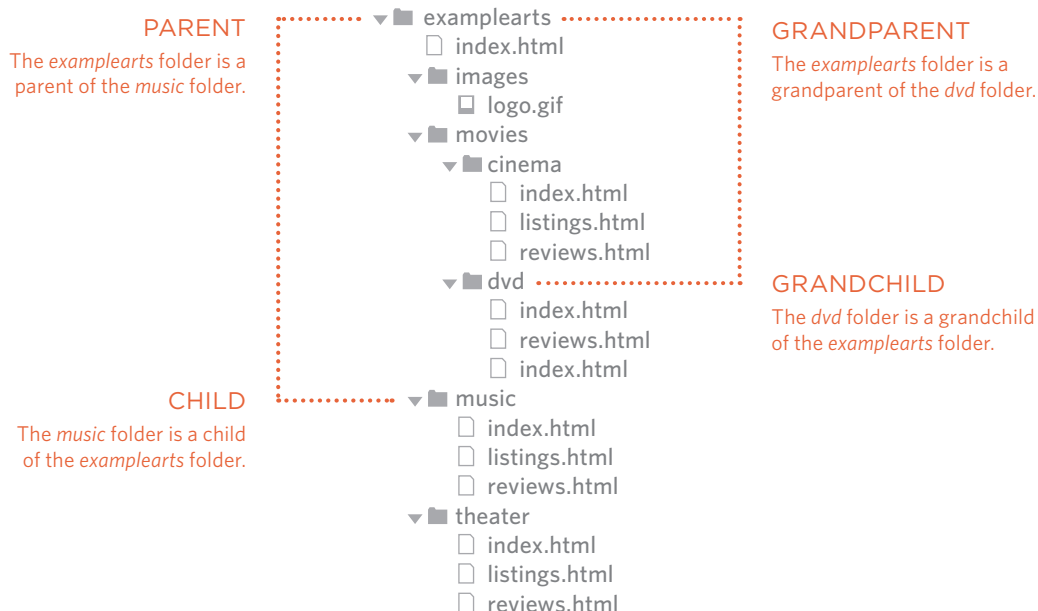 PARENT
The examplearts folder is a
parent of the music folder.
CHILD
The music folder is a child
of the examplearts folder.
examplearts
index.html
images
logo.gif
movies
cinema
index.html
listings.html
reviews.html
dvd
index.html
reviews.html
index.html
music
index.html
listings.html
reviews.html
theater
index.html
listings.html
reviews.html
GRANDPARENT
The examplearts folder is a
grandparent of the dvd folder.
GRANDCHILD
The dvd folder is a grandchild
of the examplearts folder.